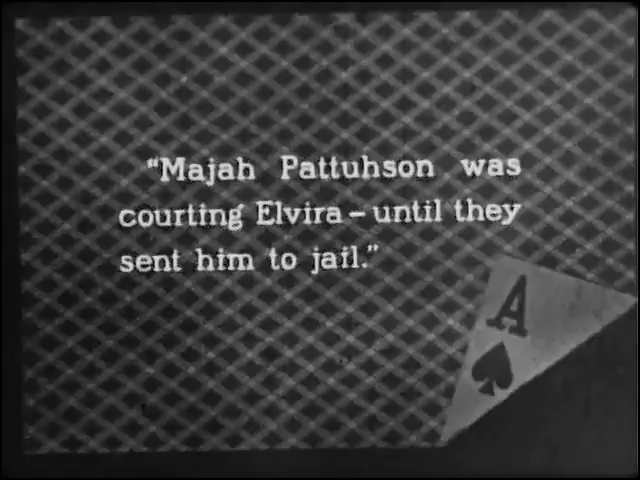 "Majah Pattuhson was
courting Elvira – until they
sent him to jail."
A